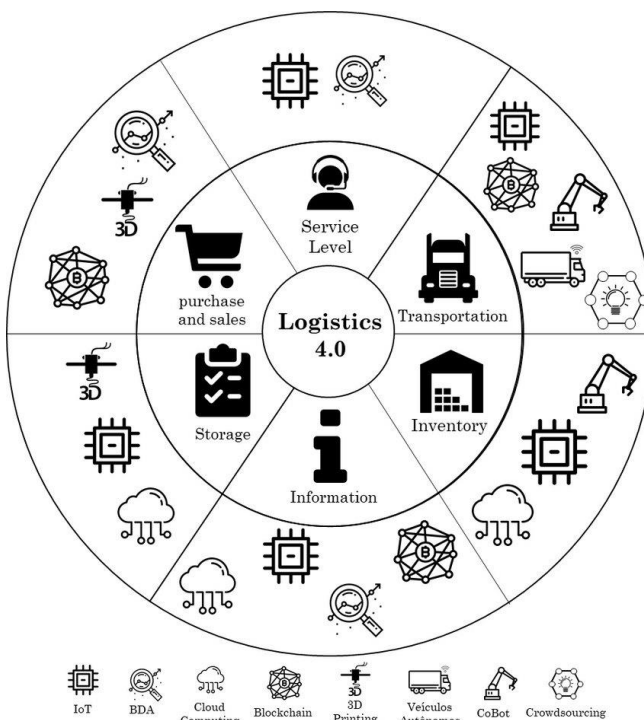 Service
Level
purchase
and sales
3D
Transportation
Logistics
4.0
3D
Storage
Inventory
Information
IoT
BDA
Cloud
Computing
Blockchain
3D
3D
Printing
Veículos
Autônomos
CoBot
Crowdsourcing